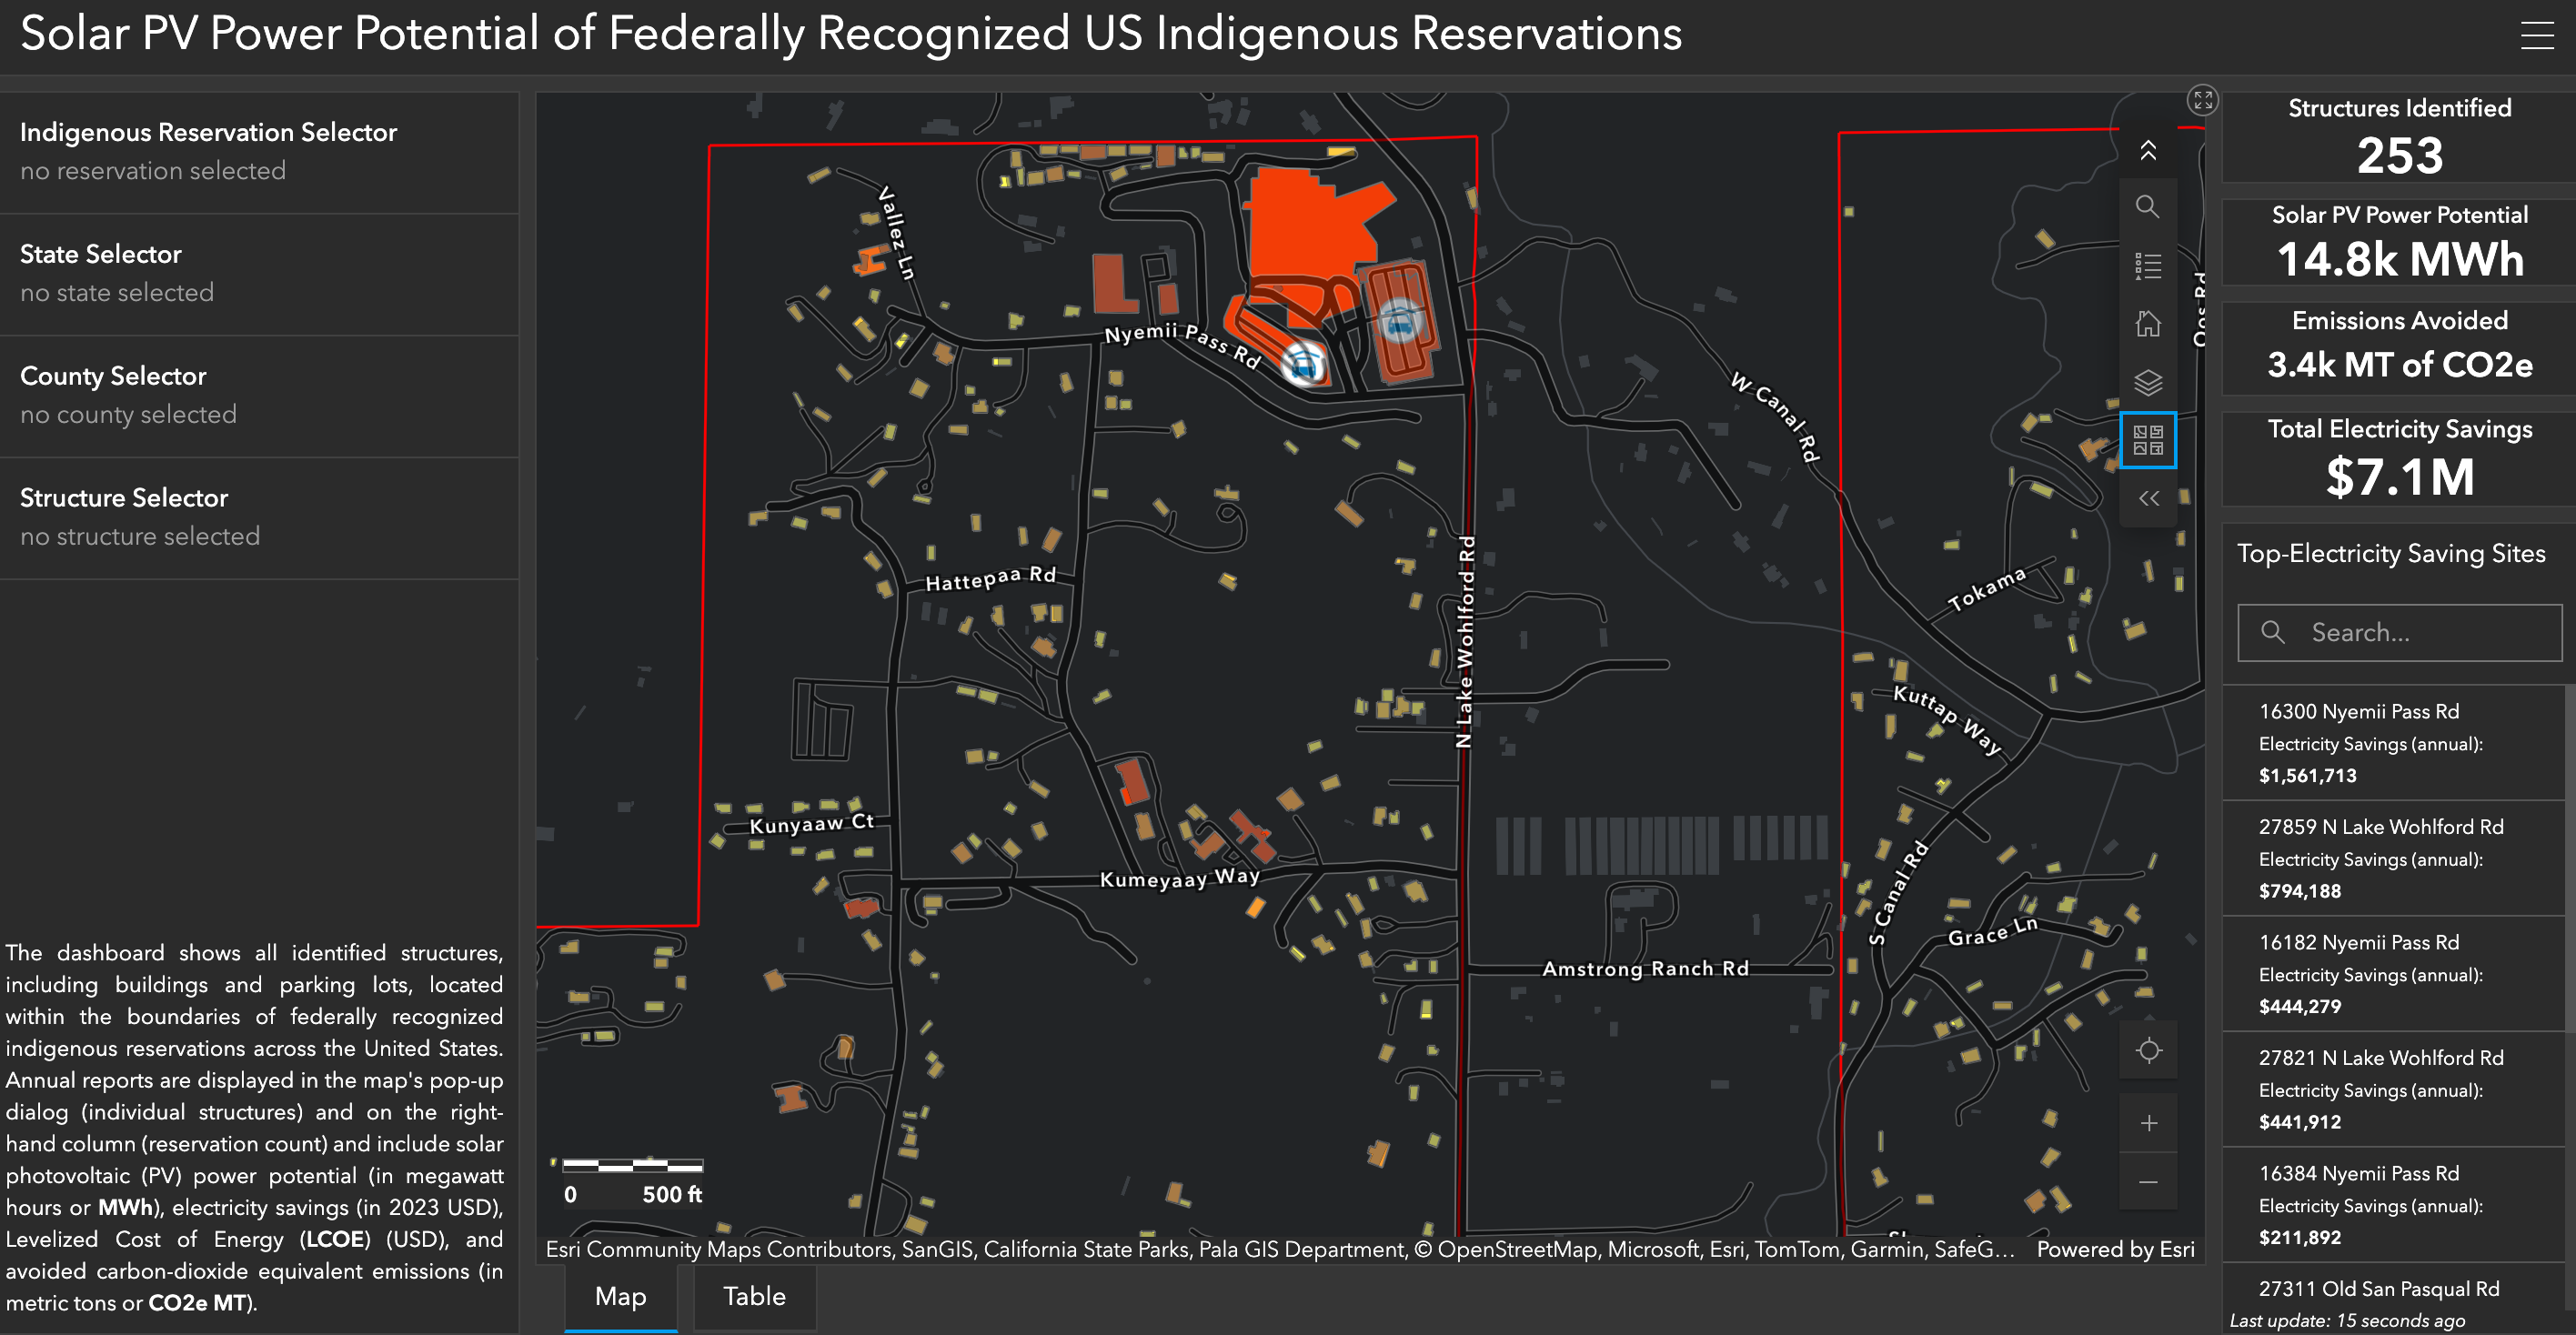 Solar PV Power Potential of Federally Recognized US Indigenous Reservations
Indigenous Reservation Selector
no reservation selected
State Selector
no state selected
County Selector
no county selected
Structure Selector
no structure selected
The dashboard shows all identified structures,
including buildings and parking lots, located
within the boundaries of federally recognized
indigenous reservations across the United States.
Annual reports are displayed in the map's pop-up
dialog (individual structures) and on the right-
hand column (reservation count) and include solar
photovoltaic (PV) power potential (in megawatt
hours or MWh), electricity savings (in 2023 USD),
Levelized Cost of Energy (LCOE) (USD), and
avoided carbon-dioxide equivalent emissions (in
metric tons or CO2e MT).
Vallez Ln
Nyemii Pass Rd
W Canal Rd
Hattepaa Rd
N Lake Wohlford Rd
Tokama
Kuttap Way
Kunyaaw Ct
Kumeyaay Way
S Canal Rd
Grace Ln
Amstrong Ranch Rd
0 500 ft
Esri Community Maps Contributors, SanGIS, California State Parks, Pala GIS Department, © OpenStreetMap, Microsoft, Esri, TomTom, Garmin, SafeG...
Powered by Esri
Map
Table
Structures Identified
253
Solar PV Power Potential
14.8k MWh
Emissions Avoided
3.4k MT of CO2e
Total Electricity Savings
$7.1M
Top-Electricity Saving Sites
Search...
16300 Nyemii Pass Rd
Electricity Savings (annual):
$1,561,713
27859 N Lake Wohlford Rd
Electricity Savings (annual):
$794,188
16182 Nyemii Pass Rd
Electricity Savings (annual):
$444,279
27821 N Lake Wohlford Rd
Electricity Savings (annual):
$441,912
16384 Nyemii Pass Rd
Electricity Savings (annual):
$211,892
27311 Old San Pasqual Rd
Last update: 15 seconds ago